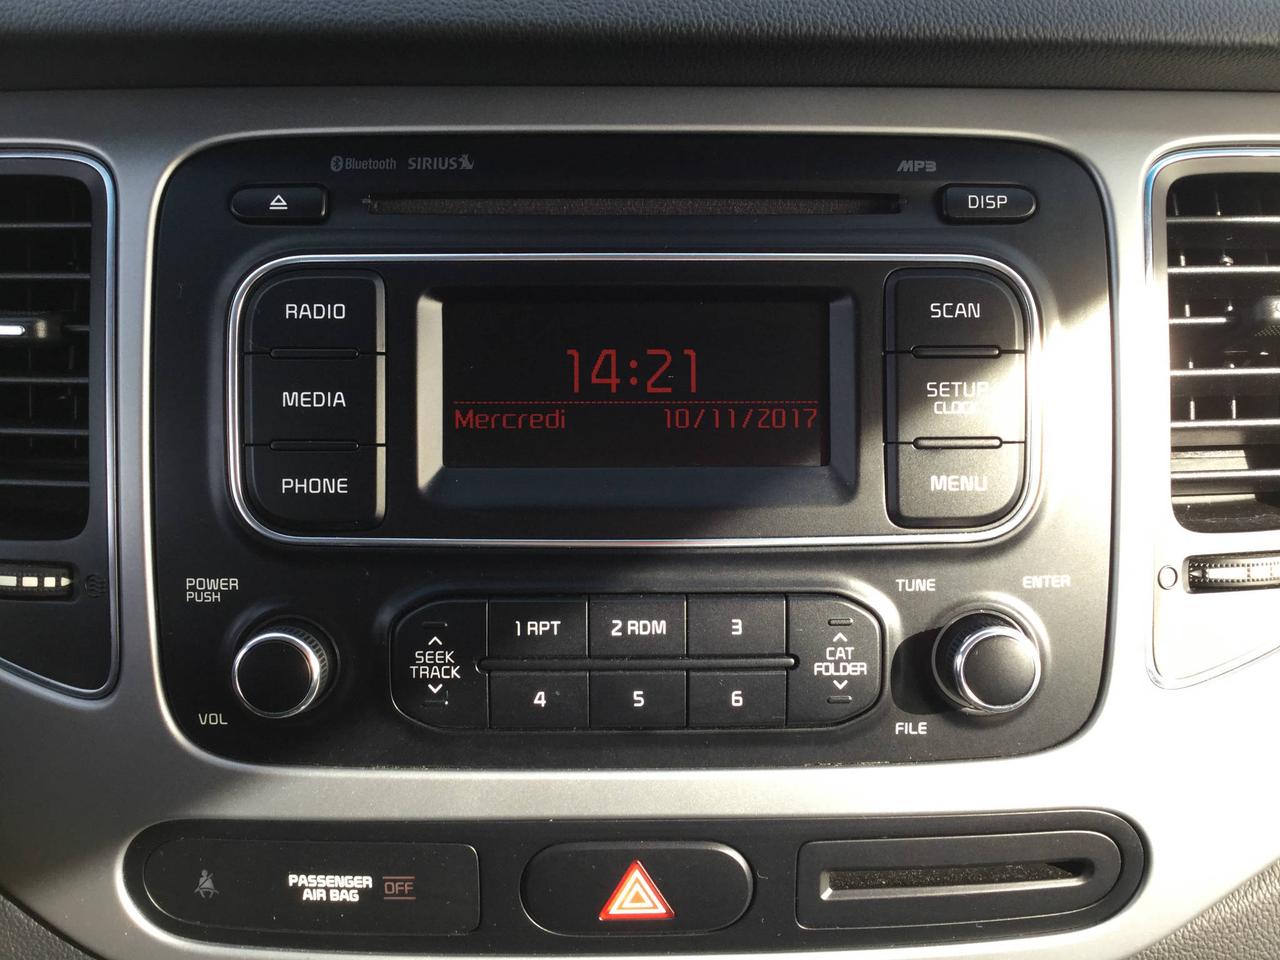 Bluetooth SIRIUS MP3
DISP
RADIO
MEDIA
PHONE
14:21
Mercredi 10/11/2017
SCAN
SETUP
CLOCK
MENU
POWER
PUSH
VOL
SEEK
TRACK
1 RPT
2 RDM
3
4
5
6
CAT
FOLDER
TUNE
ENTER
FILE
PASSENGER
AIR BAG
OFF